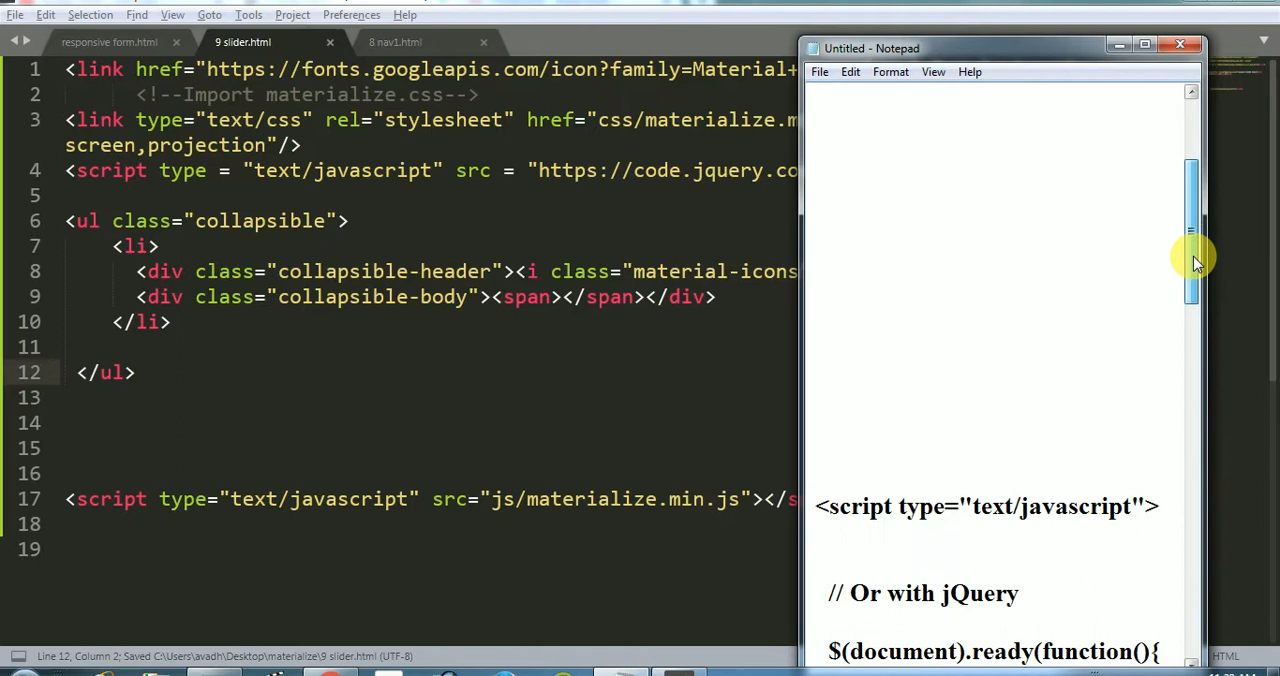 File Edit Selection Find View Goto Tools Project Preferences Help
responsive form.html × 9 slider.html × 8 nav1.html ×
1 <link href="https://fonts.googleapis.com/icon?family=Material+
2 <!--Import materialize.css-->
3 <link type="text/css" rel="stylesheet" href="css/materialize.m
screen,projection"/>
4 <script type = "text/javascript" src = "https://code.jquery.co
5
6 <ul class="collapsible">
7 <li>
8 <div class="collapsible-header"><i class="material-icons
9 <div class="collapsible-body"><span></span></div>
10 </li>
11
12 </ul>
13
14
15
16
17 <script type="text/javascript" src="js/materialize.min.js"></s
18
19
Line 12, Column 2; Saved C:\Users\avadh\Desktop\materialize\9 slider.html (UTF-8)
HTML
Untitled - Notepad
File Edit Format View Help
<script type="text/javascript">
// Or with jQuery
$(document).ready(function(){